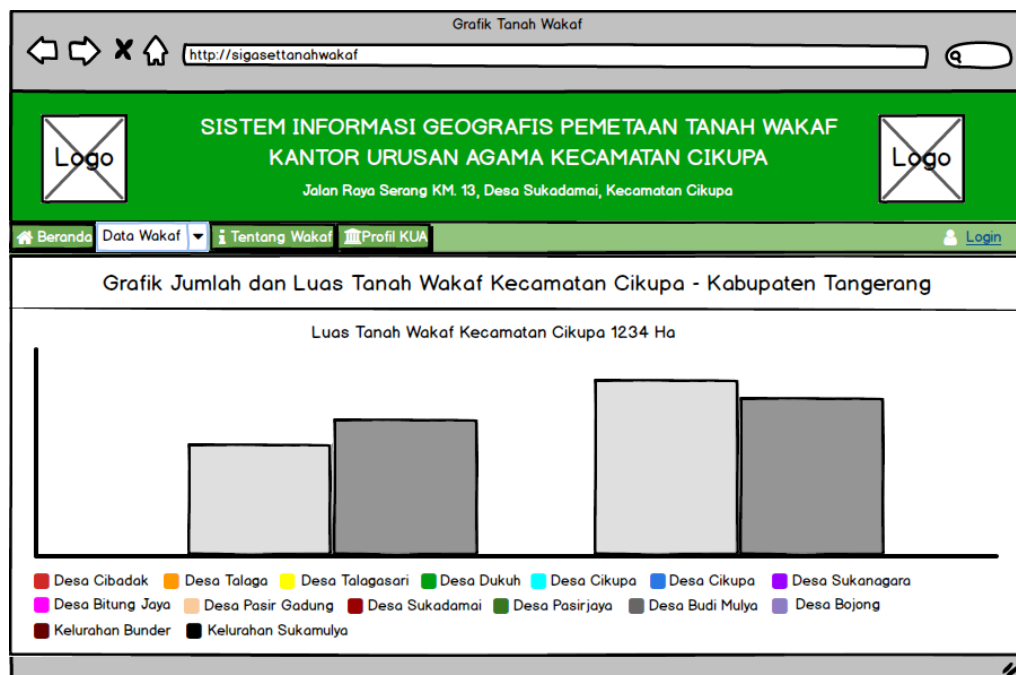 Grafik Tanah Wakaf
http://sigasettanahwakaf
SISTEM INFORMASI GEOGRAFIS PEMETAAN TANAH WAKAF
KANTOR URUSAN AGAMA KECAMATAN CIKUPA
Jalan Raya Serang KM. 13, Desa Sukadamai, Kecamatan Cikupa
Logo
Logo
Beranda Data Wakaf Tentang Wakaf Profil KUA Login
Grafik Jumlah dan Luas Tanah Wakaf Kecamatan Cikupa - Kabupaten Tangerang
Luas Tanah Wakaf Kecamatan Cikupa 1234 Ha
Desa Cibadak Desa Talaga Desa Talagasari Desa Dukuh Desa Cikupa Desa Cikupa Desa Sukanagara
Desa Bitung Jaya Desa Pasir Gadung Desa Sukadamai Desa Pasirjaya Desa Budi Mulya Desa Bojong
Kelurahan Bunder Kelurahan Sukamulya